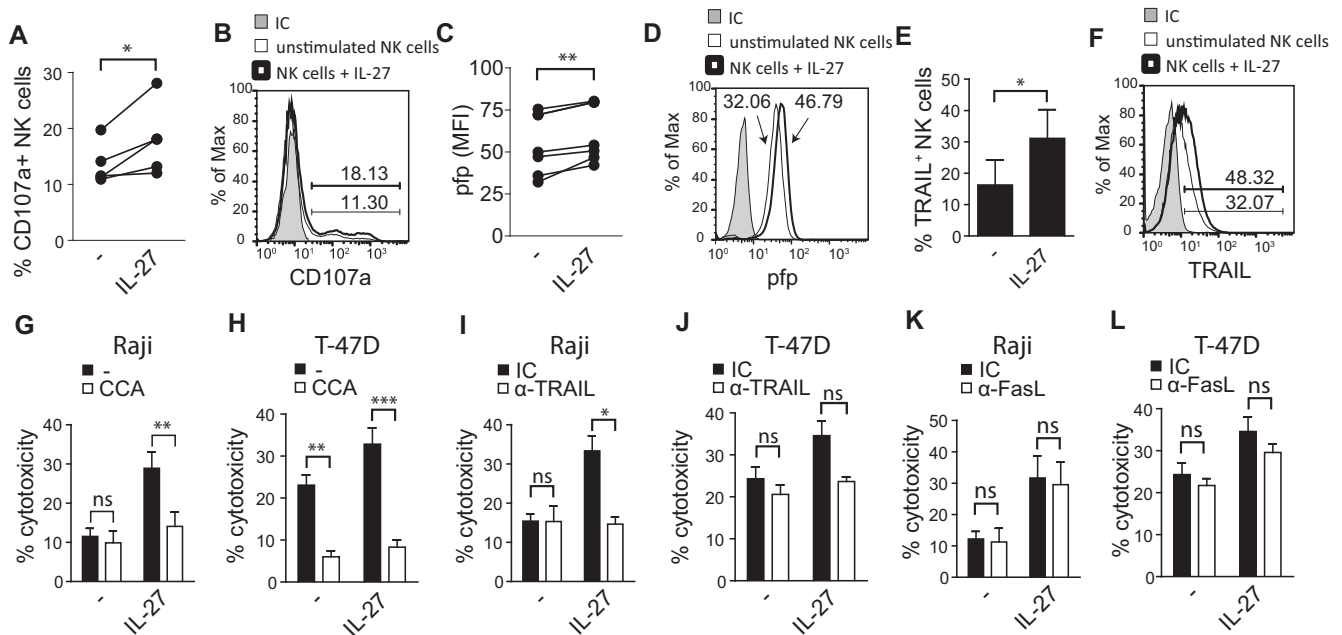 A
*
% CD107a+ NK cells
30
20
10
0
-
IL-27
B
IC
unstimulated NK cells
NK cells + IL-27
% of Max
100
80
60
40
20
0
18.13
11.30
10⁰ 10¹ 10² 10³
CD107a
C
**
pfp (MFI)
100
75
50
25
0
-
IL-27
D
IC
unstimulated NK cells
NK cells + IL-27
% of Max
100
80
60
40
20
0
32.06 46.79
10⁰ 10¹ 10² 10³
pfp
E
*
% TRAIL⁺ NK cells
50
40
30
20
10
0
-
IL-27
F
IC
unstimulated NK cells
NK cells + IL-27
% of Max
100
80
60
40
20
0
48.32
32.07
10⁰ 10¹ 10² 10³
TRAIL
G
Raji
-
CCA
% cytotoxicity
40
30
20
10
0
ns
**
-
IL-27
H
T-47D
-
CCA
% cytotoxicity
40
30
20
10
0
**
***
-
IL-27
I
Raji
IC
α-TRAIL
% cytotoxicity
40
30
20
10
0
ns
*
-
IL-27
J
T-47D
IC
α-TRAIL
% cytotoxicity
40
30
20
10
0
ns
ns
-
IL-27
K
Raji
IC
α-FasL
% cytotoxicity
50
40
30
20
10
0
ns
ns
-
IL-27
L
T-47D
IC
α-FasL
% cytotoxicity
40
30
20
10
0
ns
ns
-
IL-27